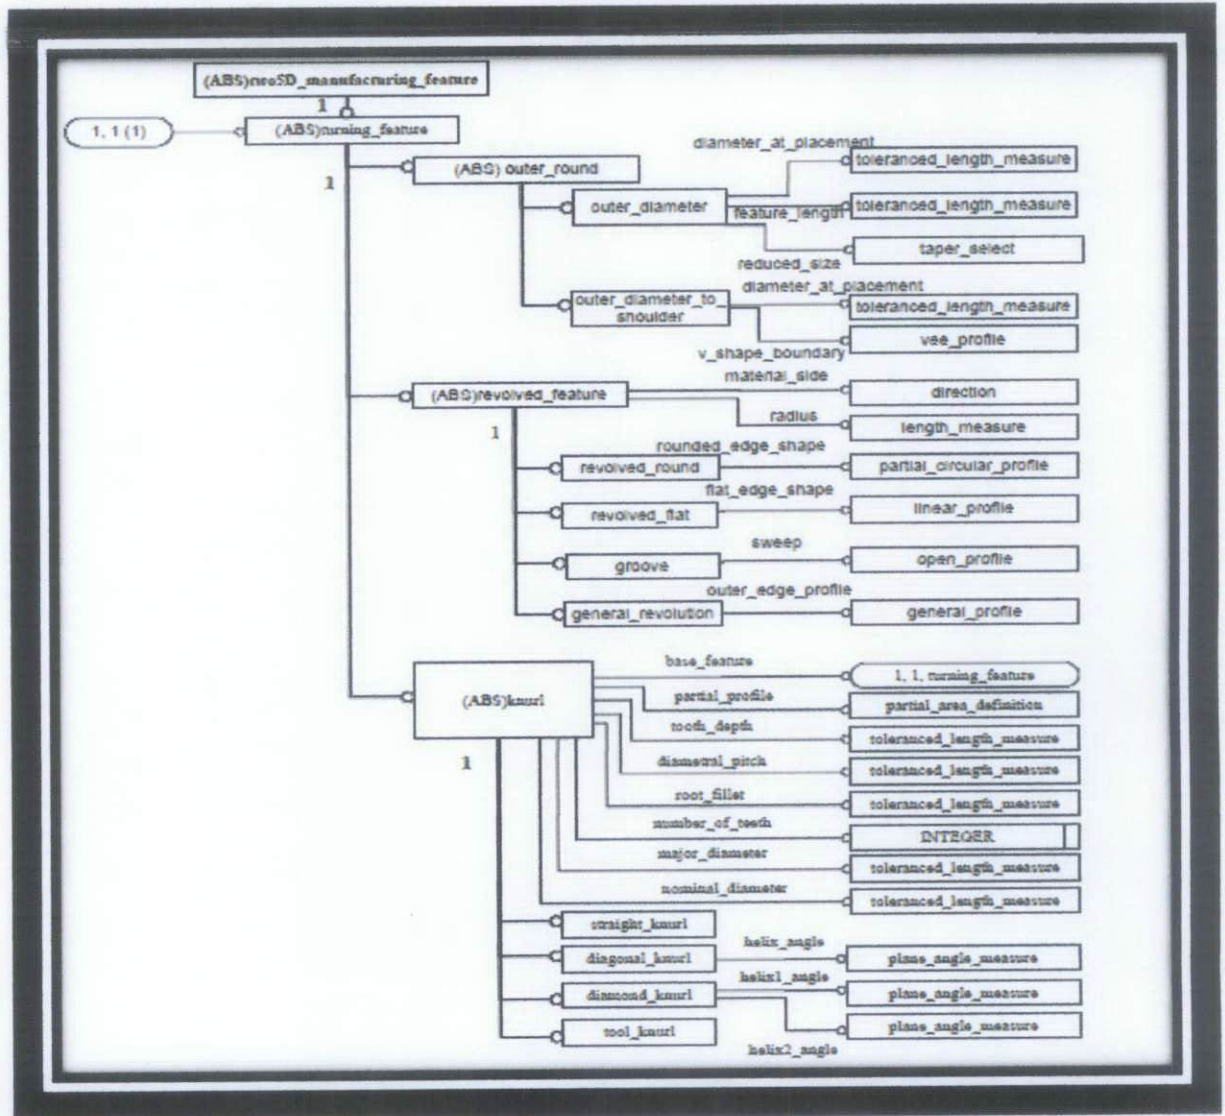 (ABS)two5D_manufacturing_feature
1
1, 1 (1)
(ABS)turning_feature
1
(ABS) outer_round
diameter_at_placement
toleranced_length_measure
outer_diameter
feature_length
toleranced_length_measure
reduced_size
taper_select
outer_diameter_to_
shoulder
diameter_at_placement
toleranced_length_measure
v_shape_boundary
vee_profile
(ABS)revolved_feature
material_side
direction
1
radius
length_measure
revolved_round
rounded_edge_shape
partial_circular_profile
revolved_flat
flat_edge_shape
linear_profile
groove
sweep
open_profile
general_revolution
outer_edge_profile
general_profile
(ABS)knurl
1
base_feature
1, 1, turning_feature
partial_profile
partial_area_definition
tooth_depth
toleranced_length_measure
diametral_pitch
toleranced_length_measure
root_fillet
toleranced_length_measure
number_of_teeth
INTEGER
major_diameter
toleranced_length_measure
nominal_diameter
toleranced_length_measure
straight_knurl
diagonal_knurl
helix_angle
plane_angle_measure
diamond_knurl
helix1_angle
plane_angle_measure
helix2_angle
plane_angle_measure
tool_knurl